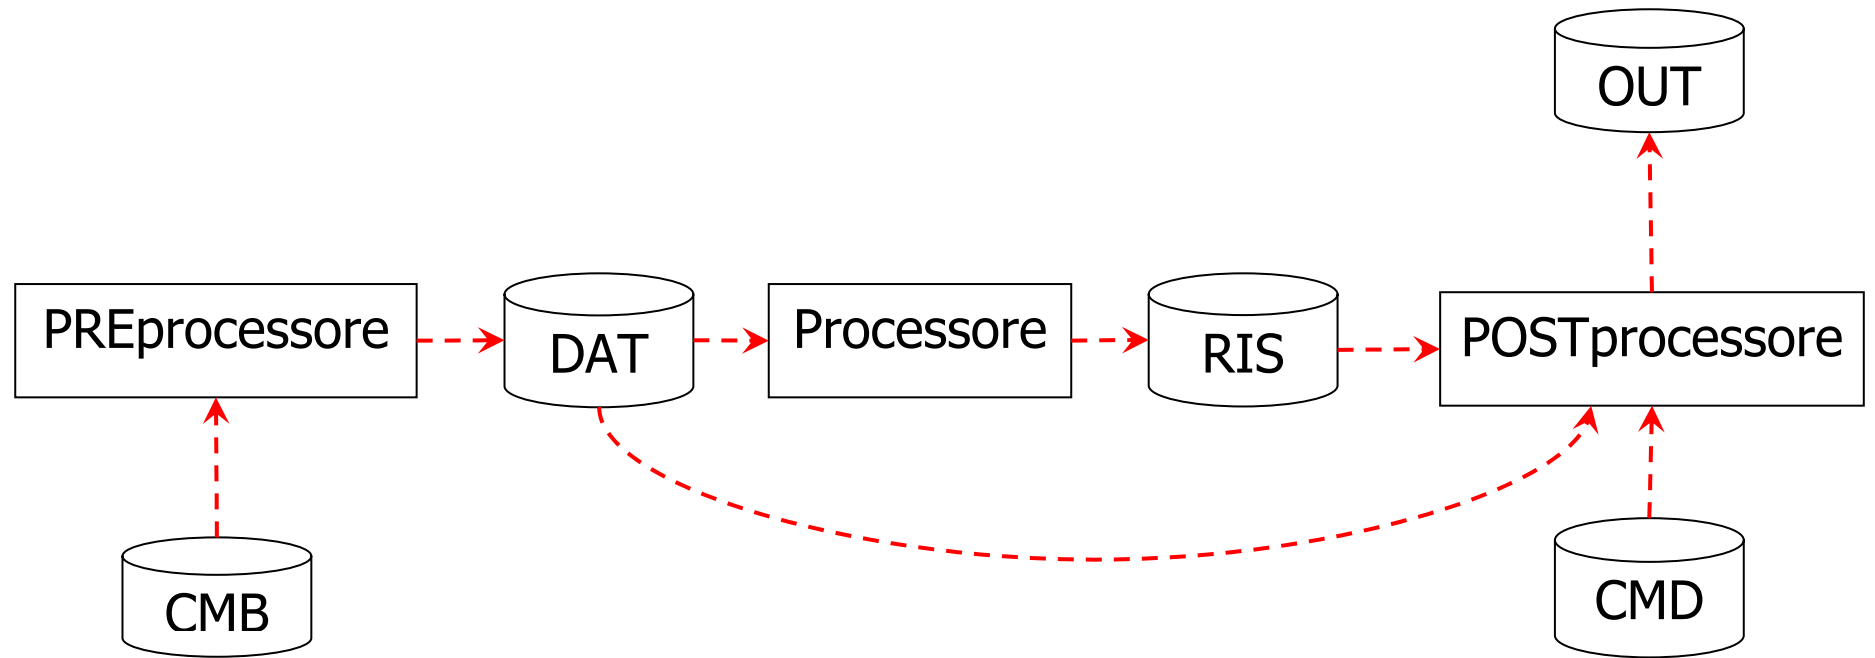 OUT
PREprocessore
DAT
Processore
RIS
POSTprocessore
CMB
CMD